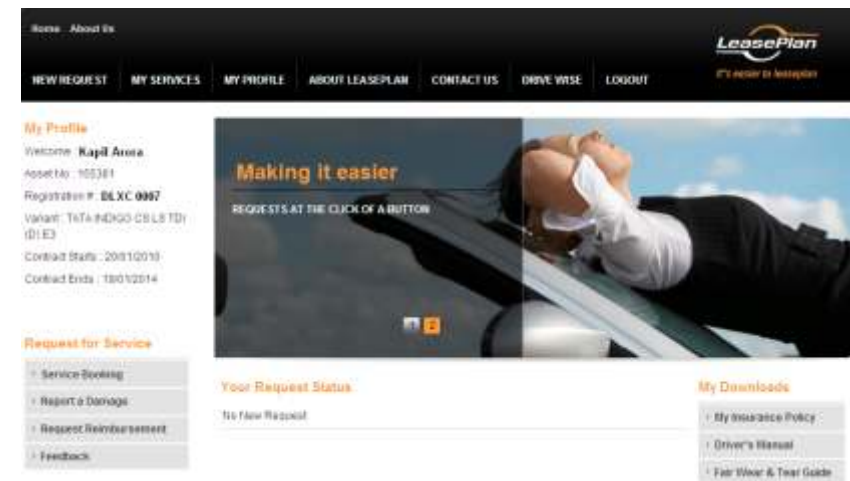 Home About Us
LeasePlan
It's easier to leaseplan
NEW REQUEST MY SERVICES MY PROFILE ABOUT LEASEPLAN CONTACT US DRIVE WISE LOGOUT
My Profile
Welcome Kapil Arora
Asset No : 105381
Registration #: DLXC 0007
Variant: TATA INDIGO CS LS TDI
(D) E3
Contract Starts : 20/01/2010
Contract Ends : 19/01/2014
Making it easier
REQUESTS AT THE CLICK OF A BUTTON
1 2
Request for Service
Service Booking
Report a Damage
Request Reimbursement
Feedback
Your Request Status
No New Request
My Downloads
My Insurance Policy
Driver's Manual
Fair Wear & Tear Guide